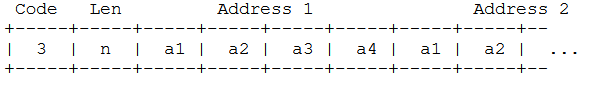 Code   Len         Address 1               Address 2
+-----+-----+-----+-----+-----+-----+-----+-----+--
|  3  |  n  |  a1 |  a2 |  a3 |  a4 |  a1 |  a2 |  ...
+-----+-----+-----+-----+-----+-----+-----+-----+--